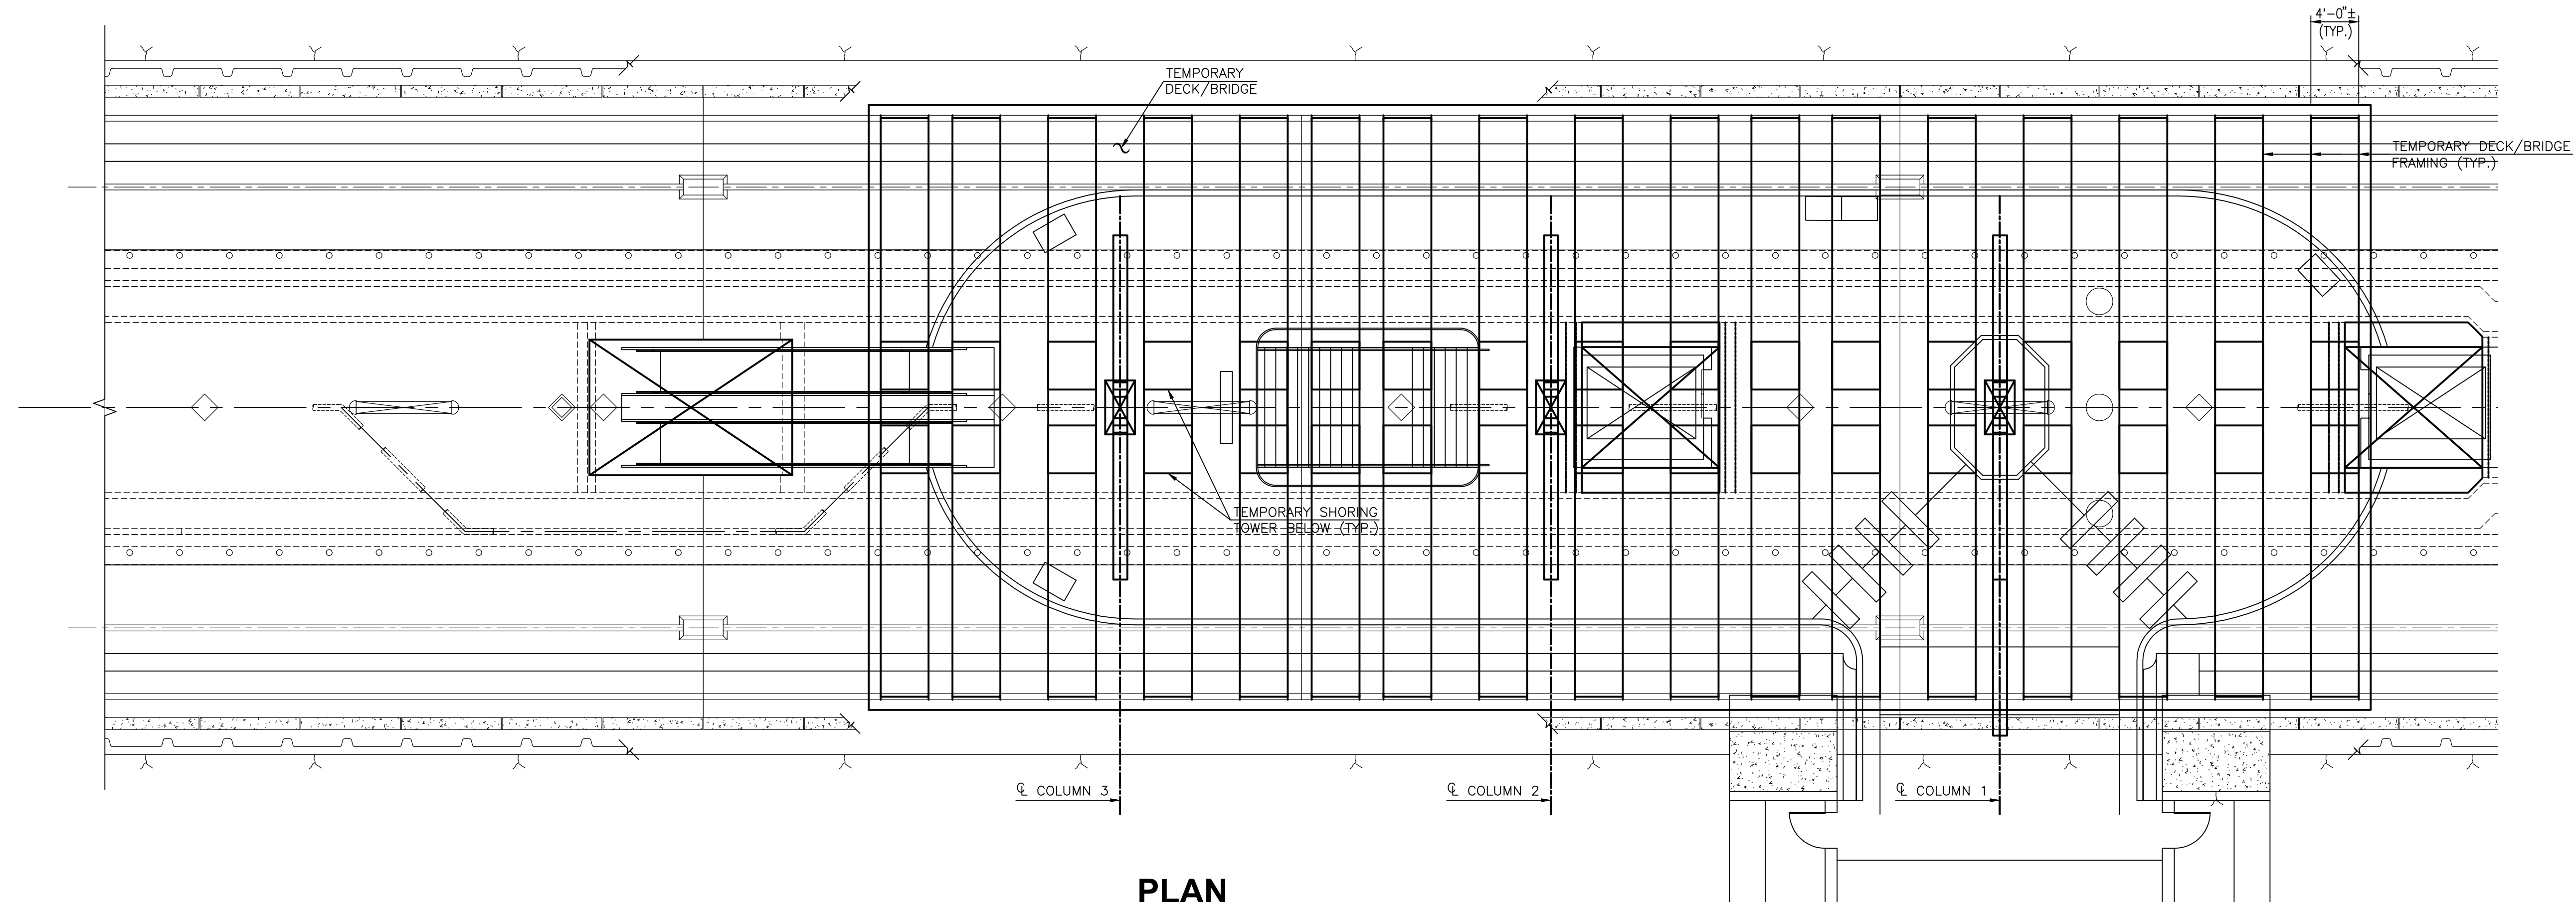 4'-0"±
(TYP.)
TEMPORARY
DECK/BRIDGE
TEMPORARY DECK/BRIDGE
FRAMING (TYP.)
TEMPORARY SHORING
TOWER BELOW (TYP.)
℄ COLUMN 3
℄ COLUMN 2
℄ COLUMN 1
PLAN